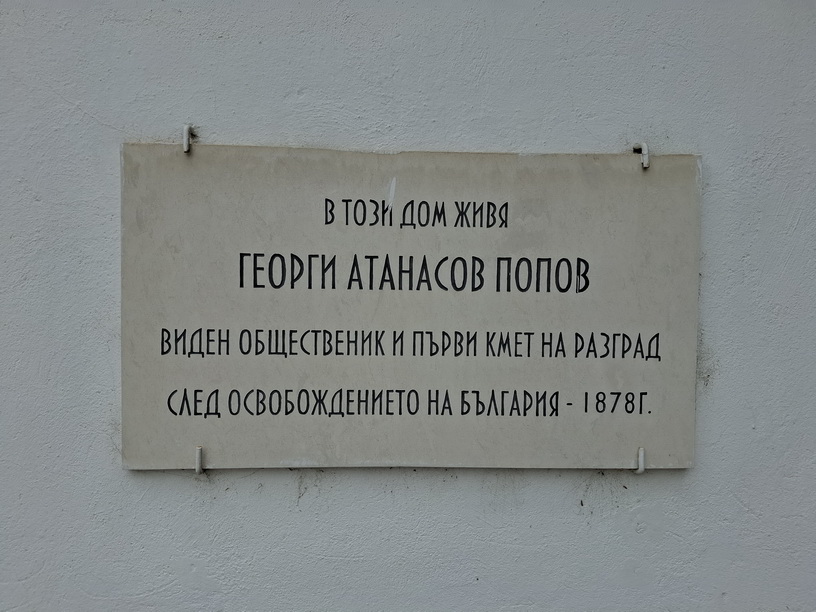 В ТОЗИ ДОМ ЖИВЯ
ГЕОРГИ АТАНАСОВ ПОПОВ
ВИДЕН ОБЩЕСТВЕНИК И ПЪРВИ КМЕТ НА РАЗГРАД
СЛЕД ОСВОБОЖДЕНИЕТО НА БЪЛГАРИЯ - 1878Г.